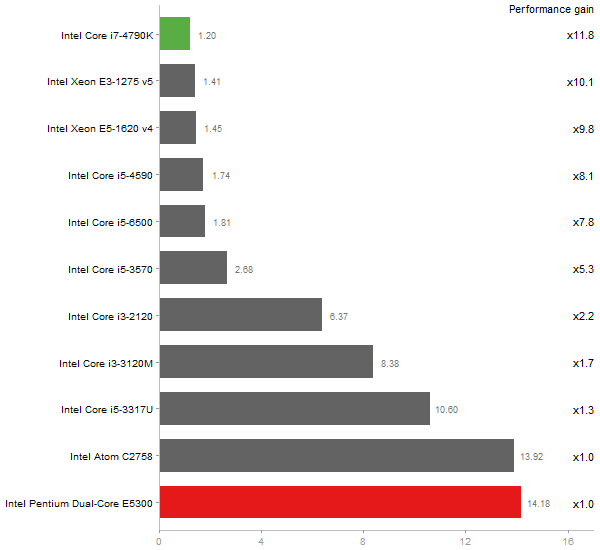 Performance gain
Intel Core i7-4790K 1.20 x11.8
Intel Xeon E3-1275 v5 1.41 x10.1
Intel Xeon E5-1620 v4 1.45 x9.8
Intel Core i5-4590 1.74 x8.1
Intel Core i5-6500 1.81 x7.8
Intel Core i5-3570 2.68 x5.3
Intel Core i3-2120 6.37 x2.2
Intel Core i3-3120M 8.38 x1.7
Intel Core i5-3317U 10.60 x1.3
Intel Atom C2758 13.92 x1.0
Intel Pentium Dual-Core E5300 14.18 x1.0
0 4 8 12 16